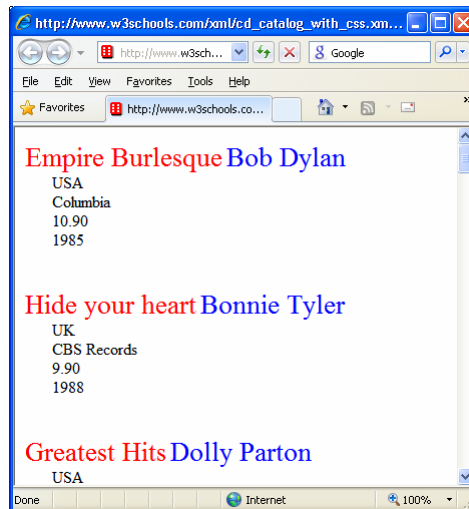 http://www.w3schools.com/xml/cd_catalog_with_css.xm...
http://www.w3sch... Google
File Edit View Favorites Tools Help
Favorites http://www.w3schools.co... »
Empire Burlesque Bob Dylan
USA
Columbia
10.90
1985
Hide your heart Bonnie Tyler
UK
CBS Records
9.90
1988
Greatest Hits Dolly Parton
USA
Done Internet 100%